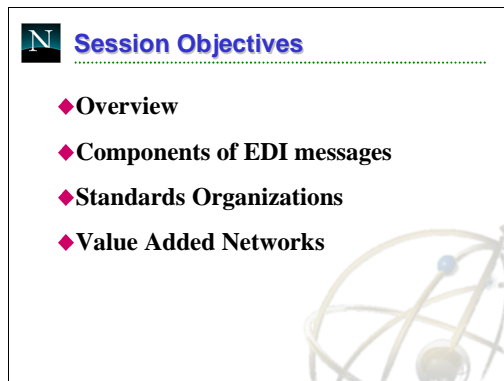 N
Session Objectives
◆Overview
◆Components of EDI messages
◆Standards Organizations
◆Value Added Networks